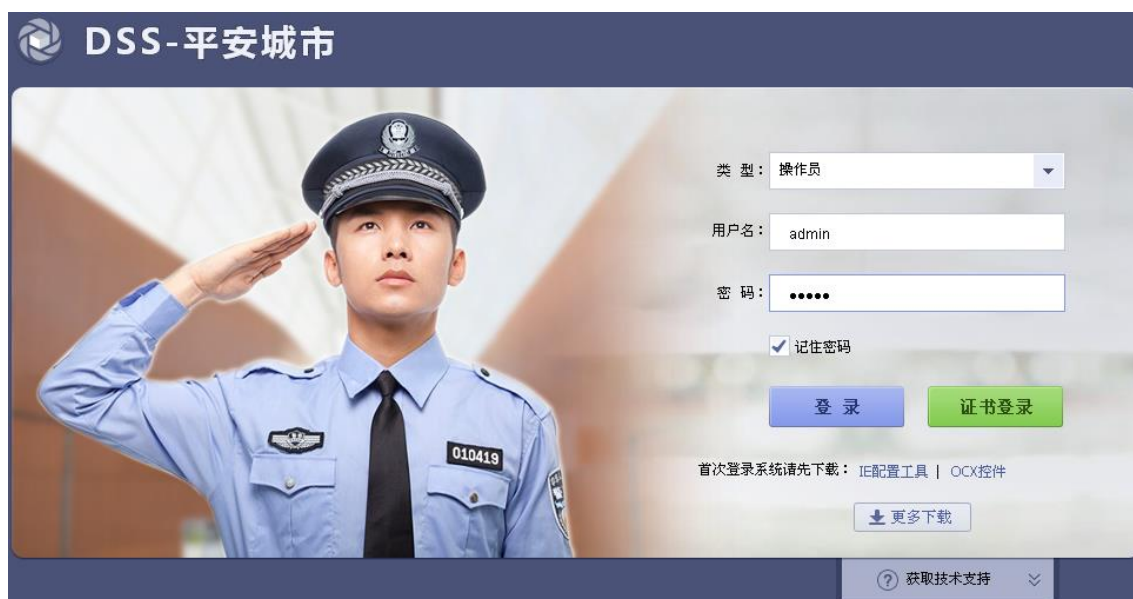 DSS-平安城市
类 型： 操作员
用户名： admin
密 码： •••••
记住密码
登 录 证书登录
010419
首次登录系统请先下载： IE配置工具 | OCX控件
更多下载
? 获取技术支持